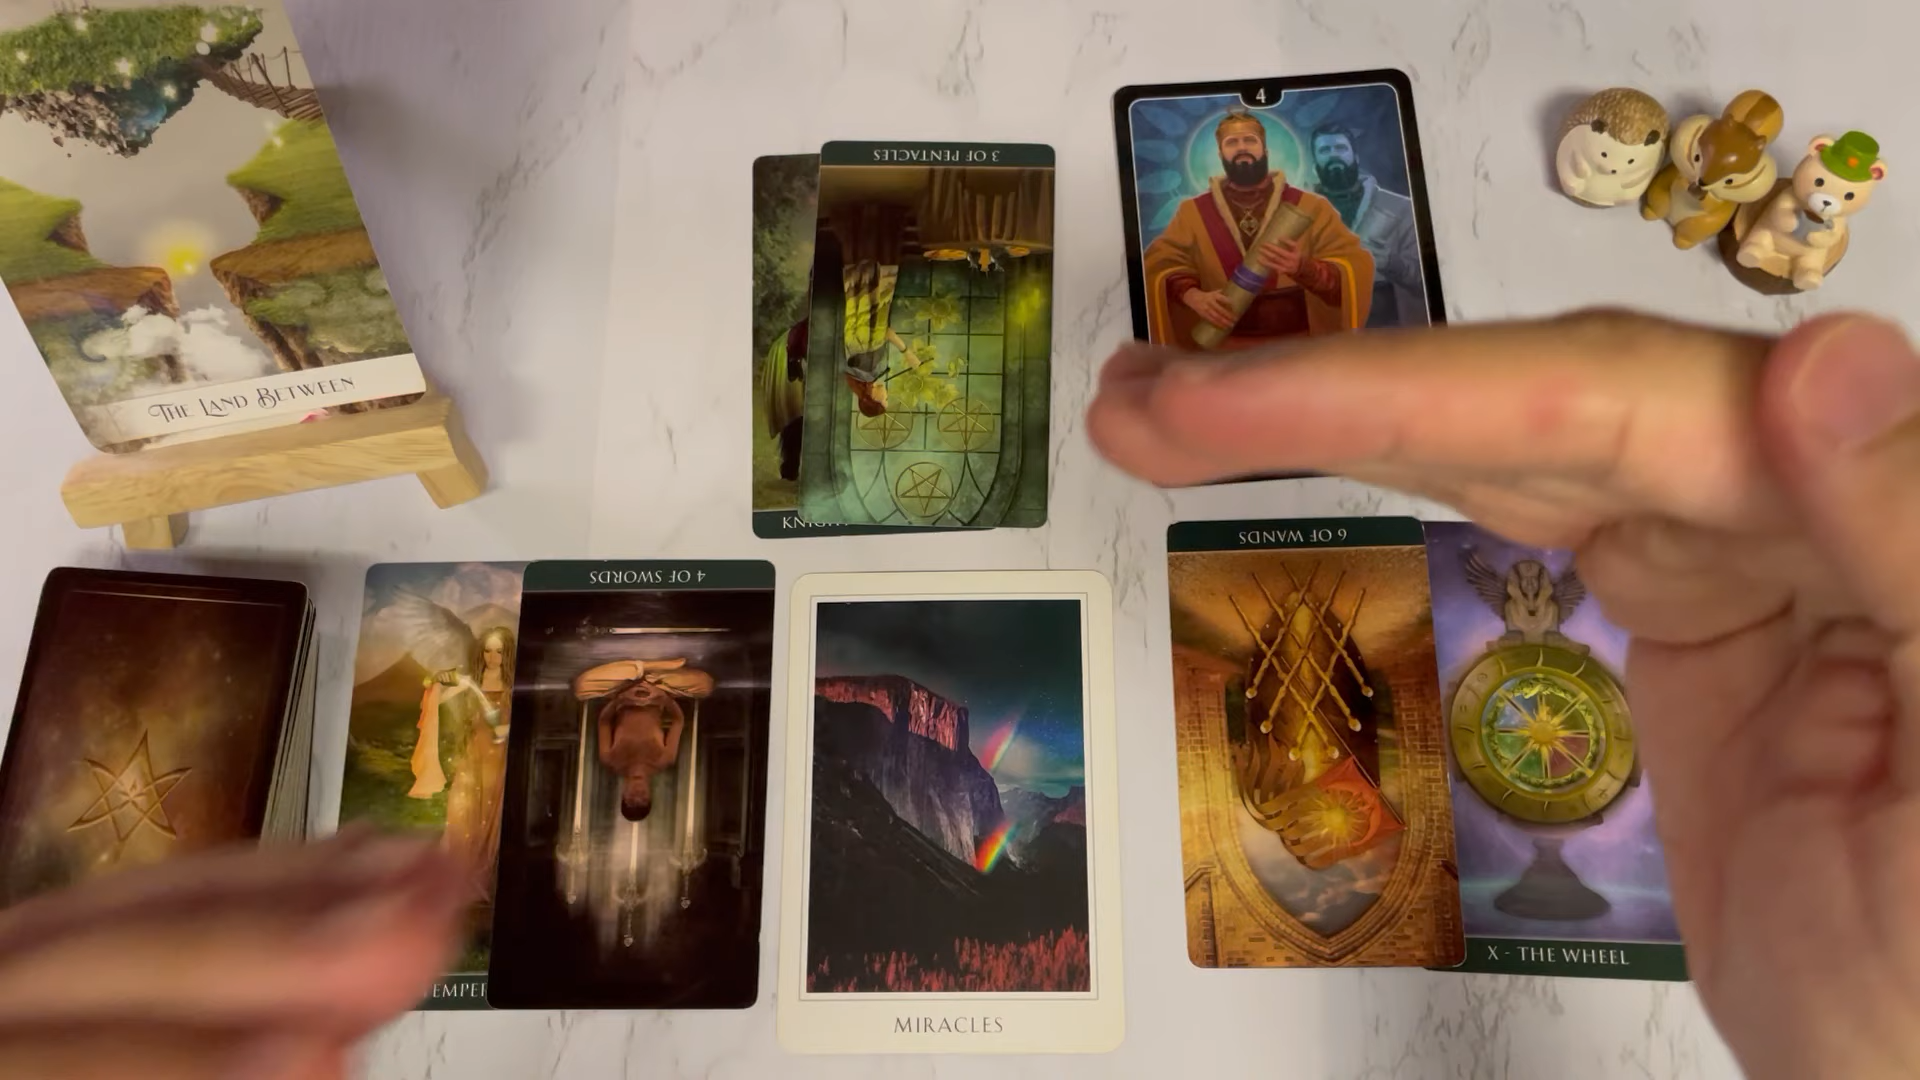 THE LAND BETWEEN
3 OF PENTACLES
4
4 OF SWORDS
6 OF WANDS
X - THE WHEEL
MIRACLES